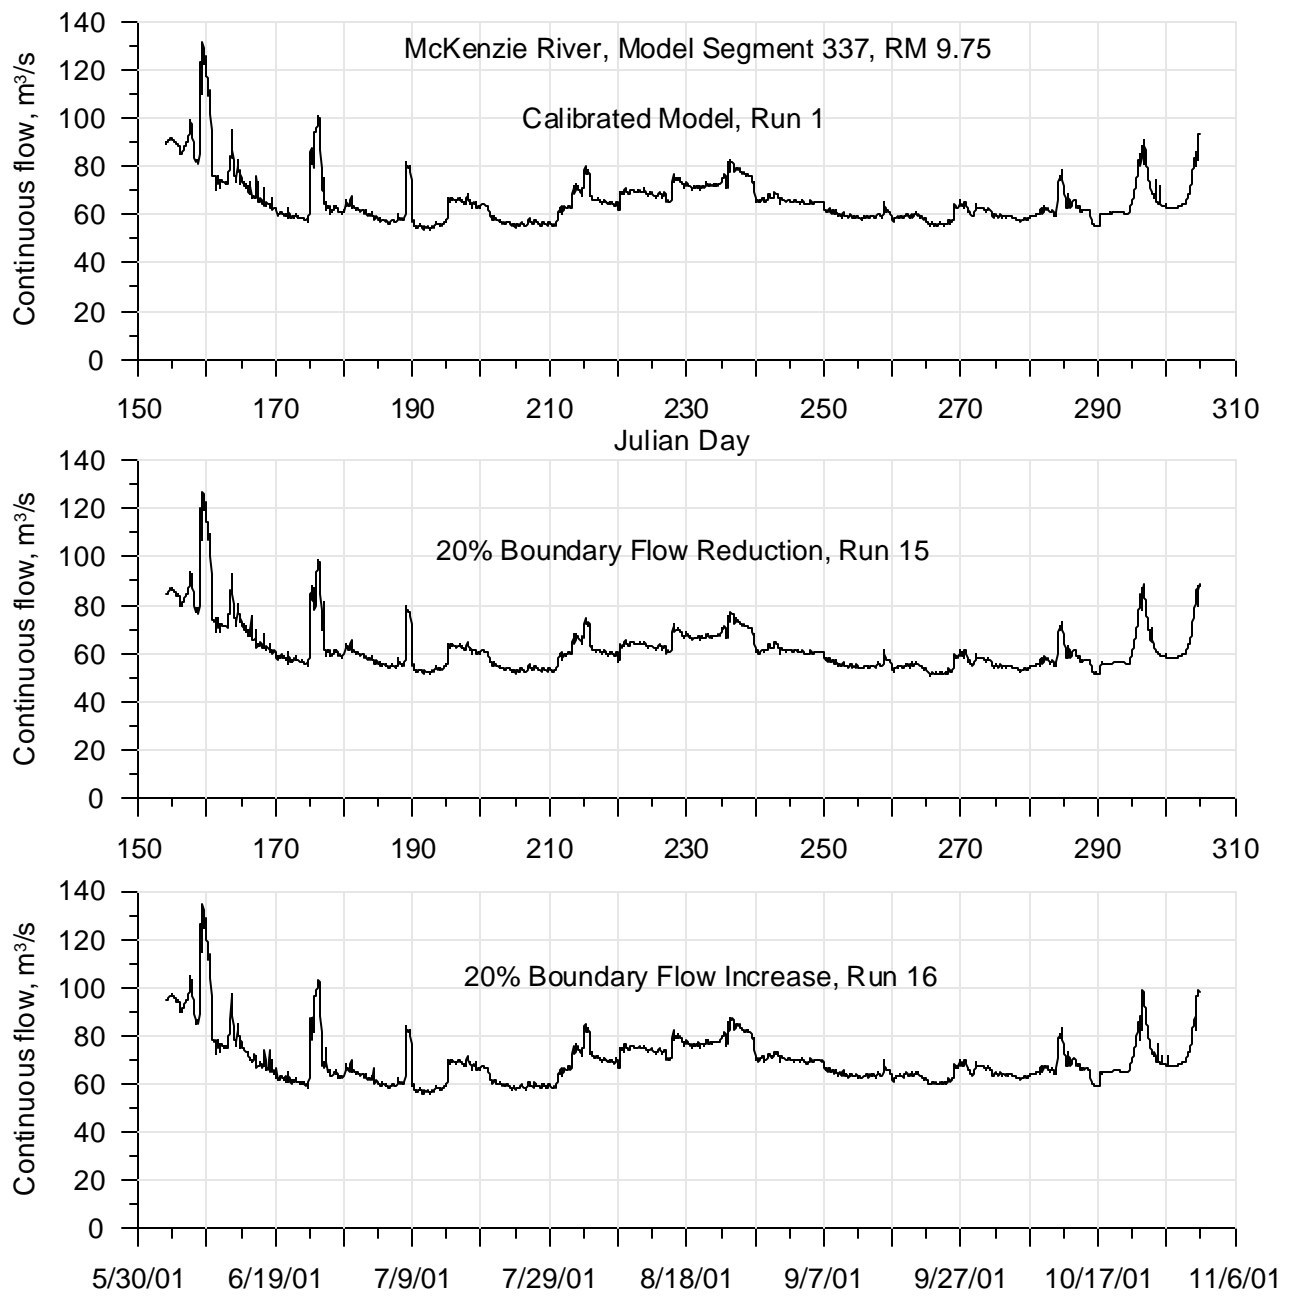 McKenzie River, Model Segment 337, RM 9.75
Calibrated Model, Run 1
Continuous flow, m³/s
140
120
100
80
60
40
20
0
150 170 190 210 230 250 270 290 310
Julian Day
20% Boundary Flow Reduction, Run 15
Continuous flow, m³/s
140
120
100
80
60
40
20
0
150 170 190 210 230 250 270 290 310
20% Boundary Flow Increase, Run 16
Continuous flow, m³/s
140
120
100
80
60
40
20
0
5/30/01 6/19/01 7/9/01 7/29/01 8/18/01 9/7/01 9/27/01 10/17/01 11/6/01